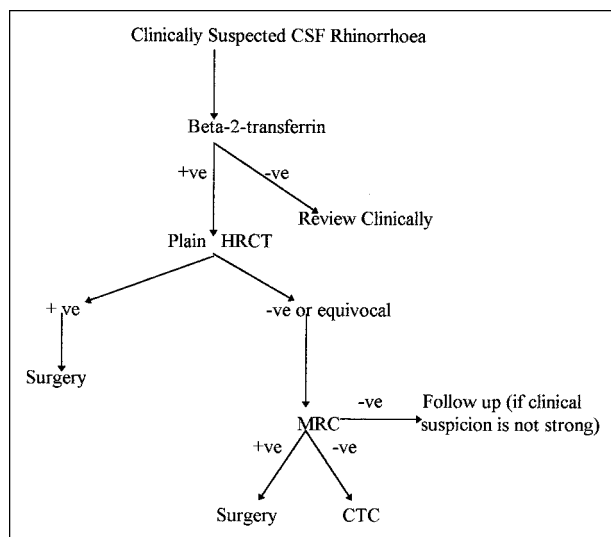 Clinically Suspected CSF Rhinorrhoea
Beta-2-transferrin
+ve
-ve
Review Clinically
Plain HRCT
+ ve
-ve or equivocal
Surgery
MRC
-ve
Follow up (if clinical
suspicion is not strong)
+ve
-ve
Surgery
CTC